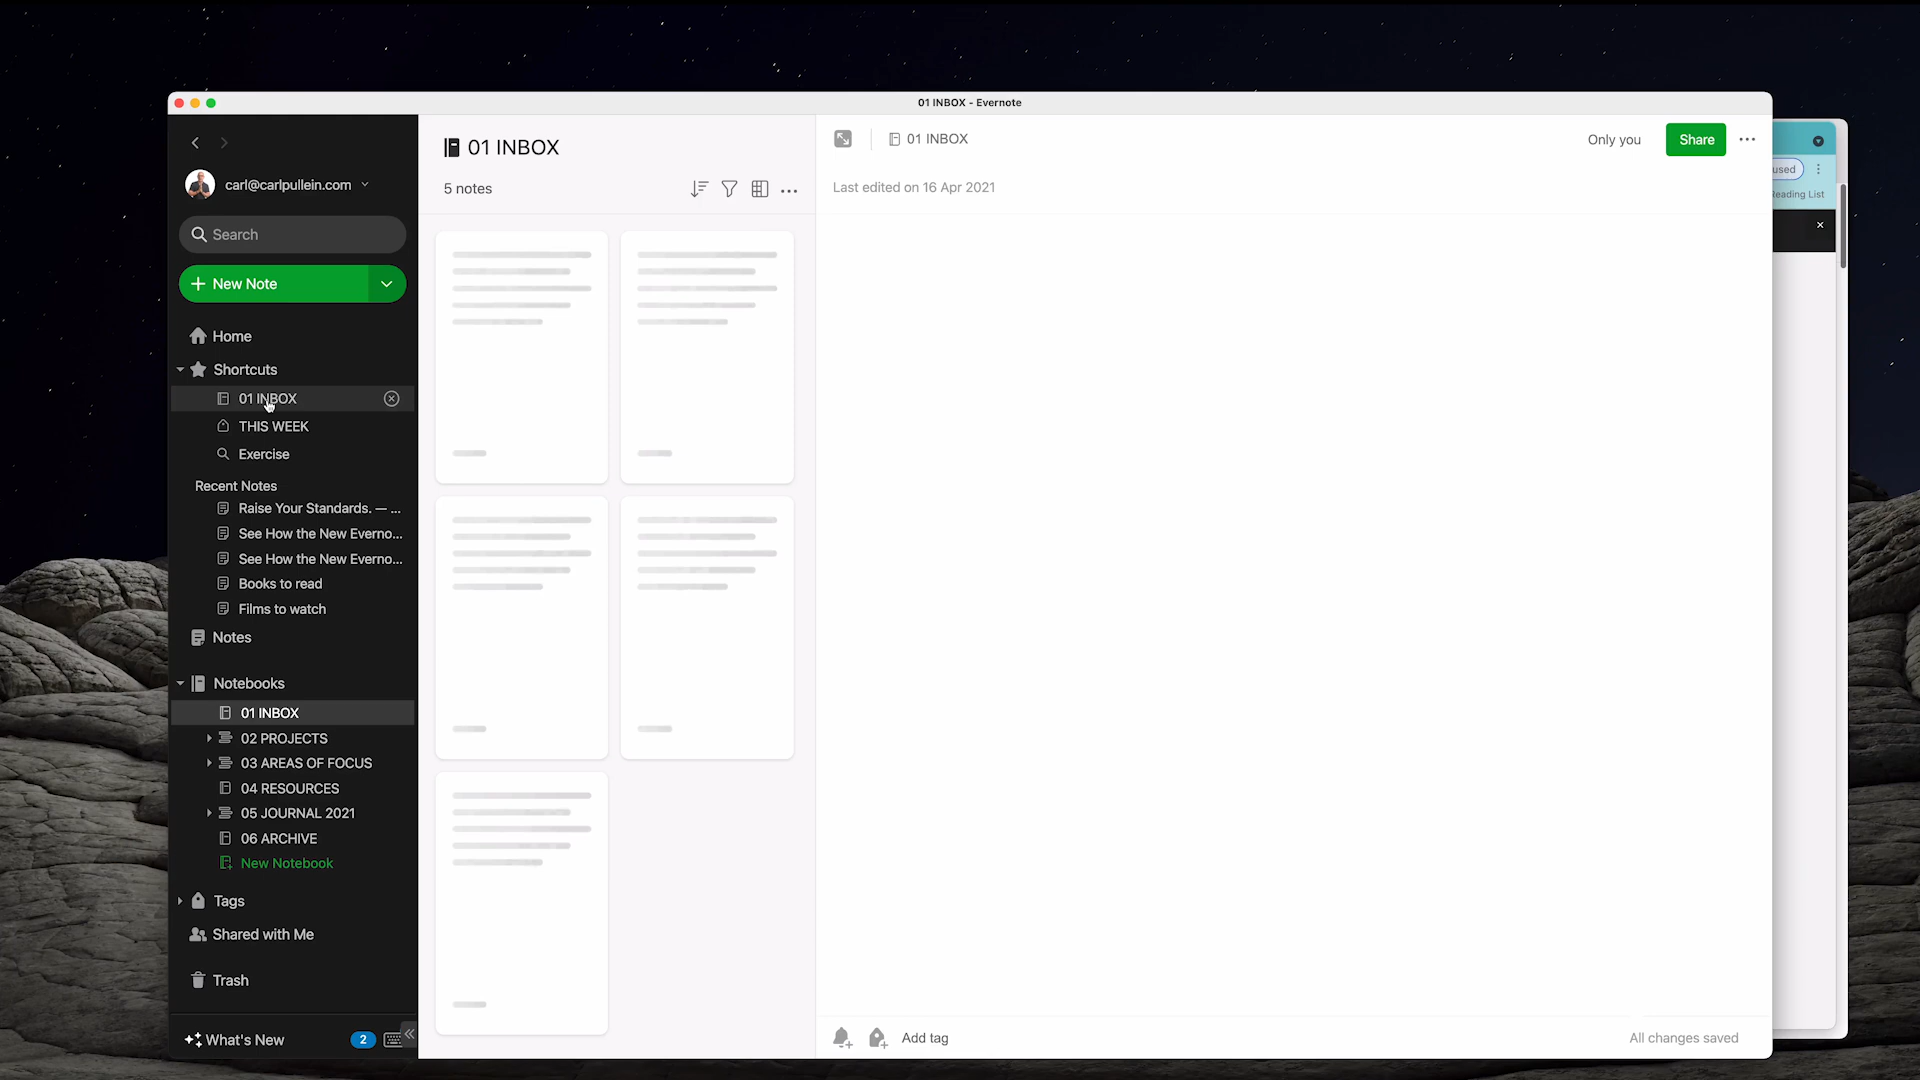 01 INBOX - Evernote
carl@carlpullein.com
Search
New Note
Home
Shortcuts
01 INBOX
THIS WEEK
Exercise
Recent Notes
Raise Your Standards. — ...
See How the New Everno...
See How the New Everno...
Books to read
Films to watch
Notes
Notebooks
01 INBOX
02 PROJECTS
03 AREAS OF FOCUS
04 RESOURCES
05 JOURNAL 2021
06 ARCHIVE
New Notebook
Tags
Shared with Me
Trash
What's New
2
01 INBOX
5 notes
01 INBOX
Only you
Share
Last edited on 16 Apr 2021
Add tag
All changes saved
used
Reading List